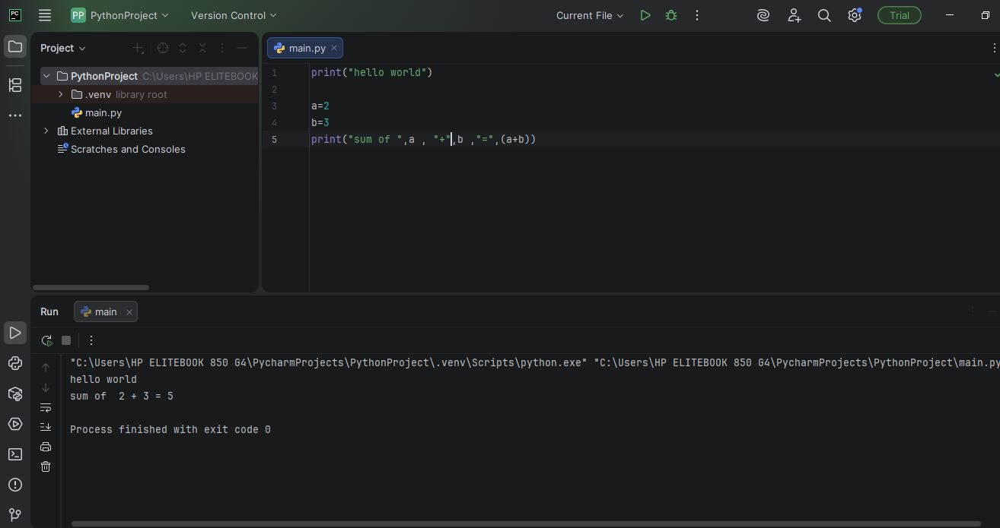 PC
PP PythonProject
Version Control
Current File
Trial
Project
main.py
PythonProject C:\Users\HP ELITEBOOK
.venv library root
main.py
External Libraries
Scratches and Consoles
1 print("hello world")
2
3 a=2
4 b=3
5 print("sum of ",a , "+",b ,"=",(a+b))
Run main
"C:\Users\HP ELITEBOOK 850 G4\PycharmProjects\PythonProject\.venv\Scripts\python.exe" "C:\Users\HP ELITEBOOK 850 G4\PycharmProjects\PythonProject\main.py
hello world
sum of  2 + 3 = 5
Process finished with exit code 0